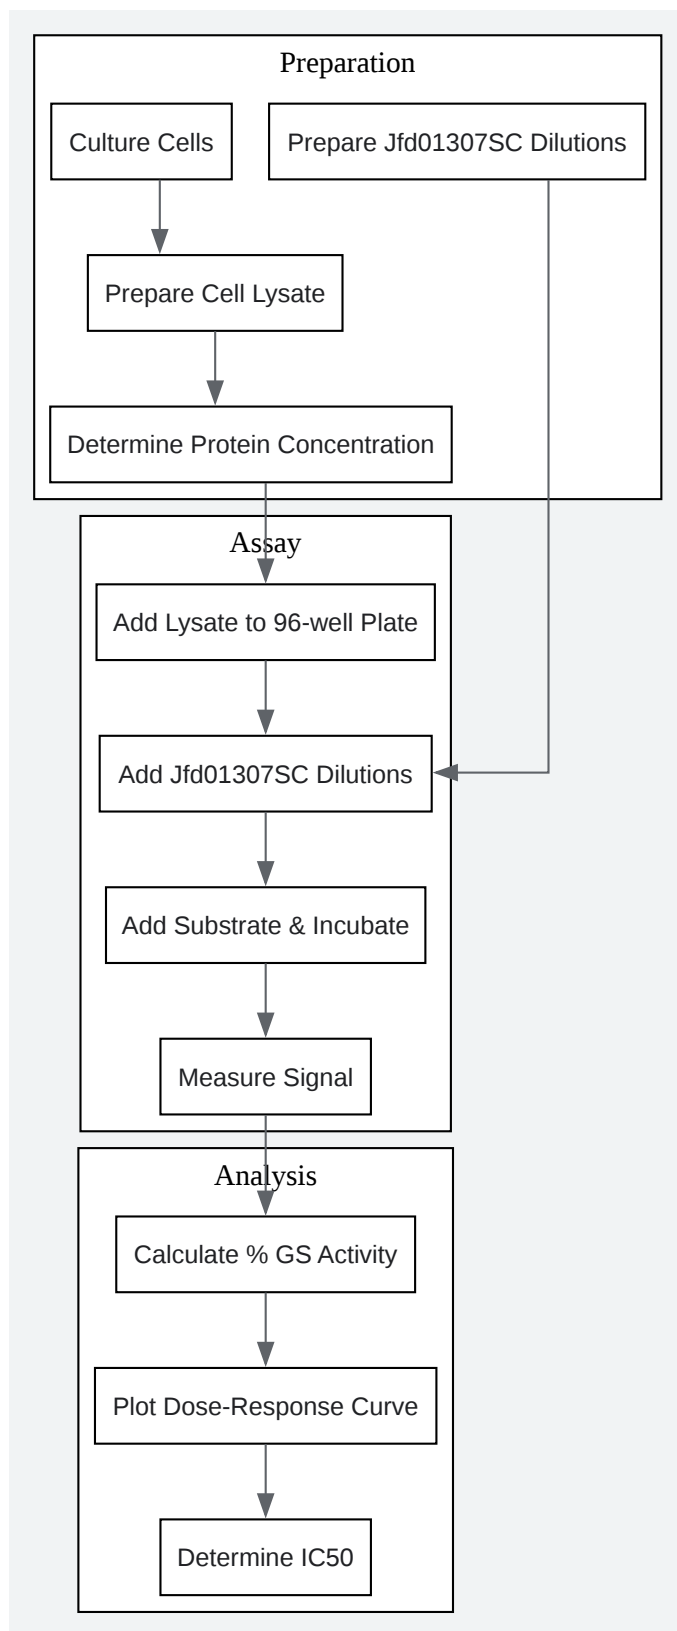 Preparation
Culture Cells
Prepare Jfd01307SC Dilutions
Prepare Cell Lysate
Determine Protein Concentration
Assay
Add Lysate to 96-well Plate
Add Jfd01307SC Dilutions
Add Substrate & Incubate
Measure Signal
Analysis
Calculate % GS Activity
Plot Dose-Response Curve
Determine IC50